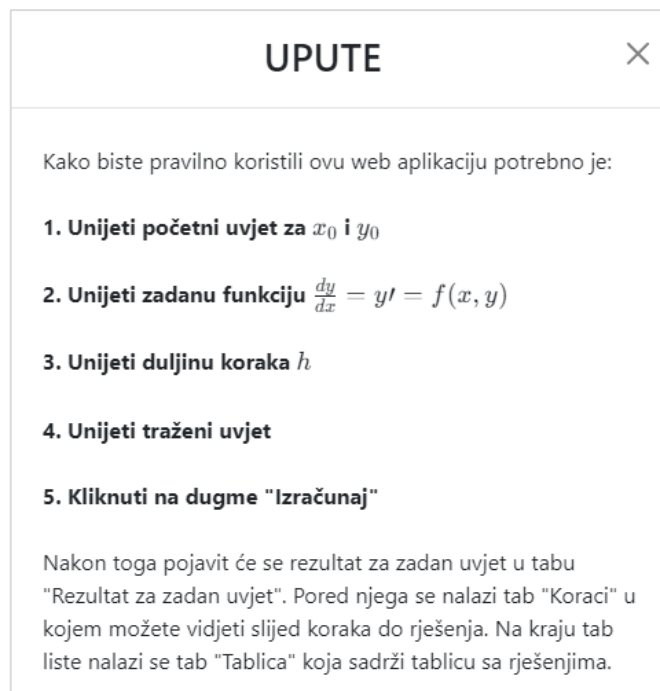 UPUTE
Kako biste pravilno koristili ovu web aplikaciju potrebno je:
1. Unijeti početni uvjet za x₀ i y₀
2. Unijeti zadanu funkciju dy/dx = y′ = f(x, y)
3. Unijeti duljinu koraka h
4. Unijeti traženi uvjet
5. Kliknuti na dugme "Izračunaj"
Nakon toga pojavit će se rezultat za zadan uvjet u tabu
"Rezultat za zadan uvjet". Pored njega se nalazi tab "Koraci" u
kojem možete vidjeti slijed koraka do rješenja. Na kraju tab
liste nalazi se tab "Tablica" koja sadrži tablicu sa rješenjima.